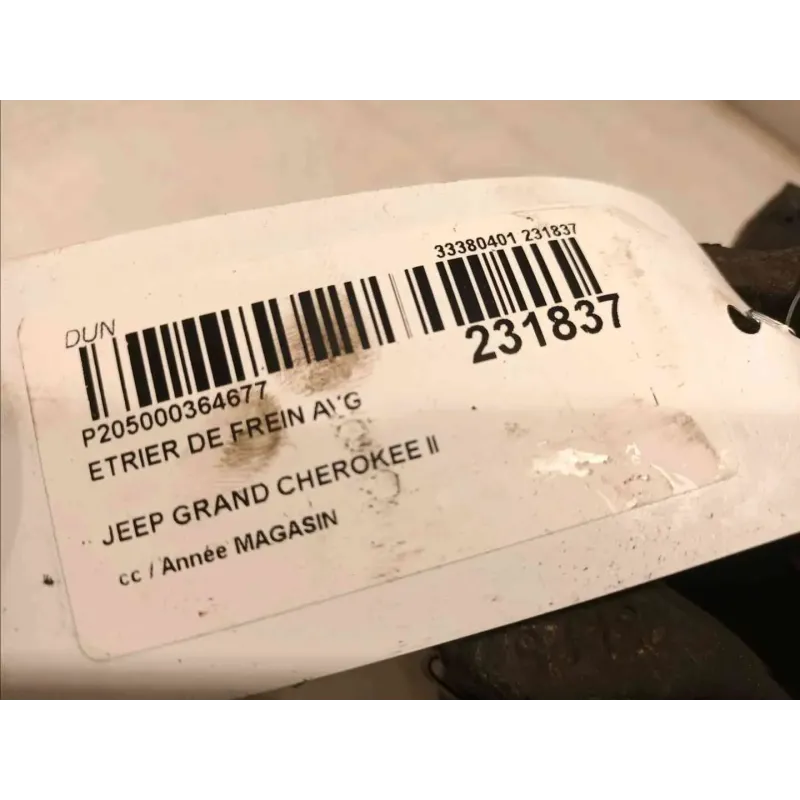 33380401 231837
DUN
231837
P205000364677
ETRIER DE FREIN AVG
JEEP GRAND CHEROKEE II
cc / Année MAGASIN